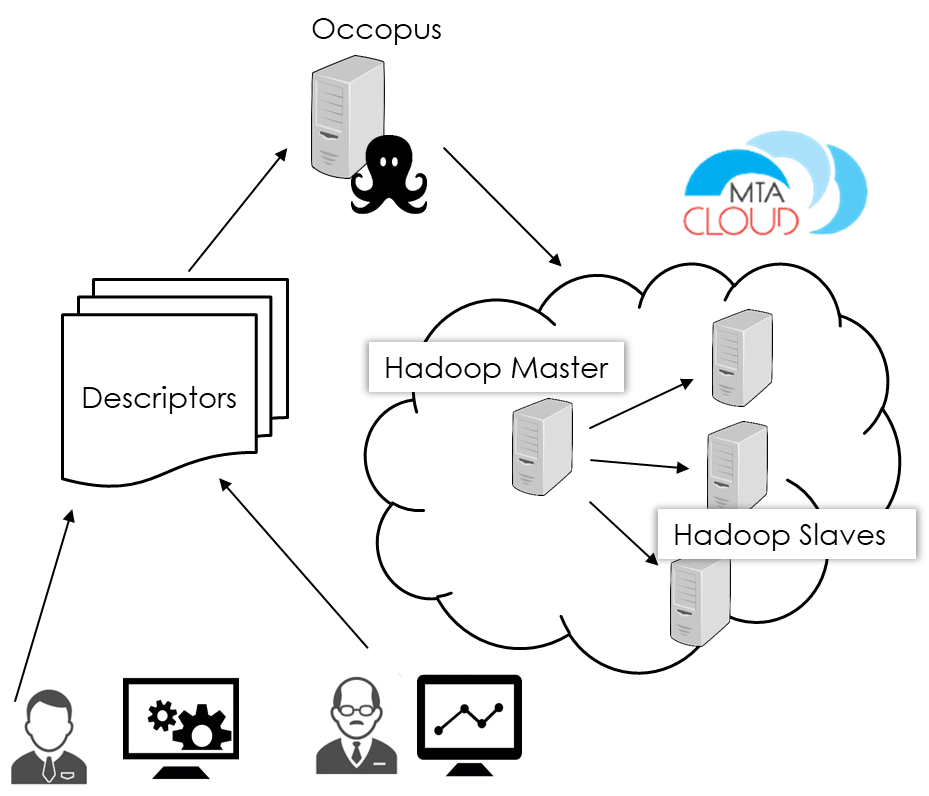 Occopus
MTA
CLOUD
Hadoop Master
Descriptors
Hadoop Slaves